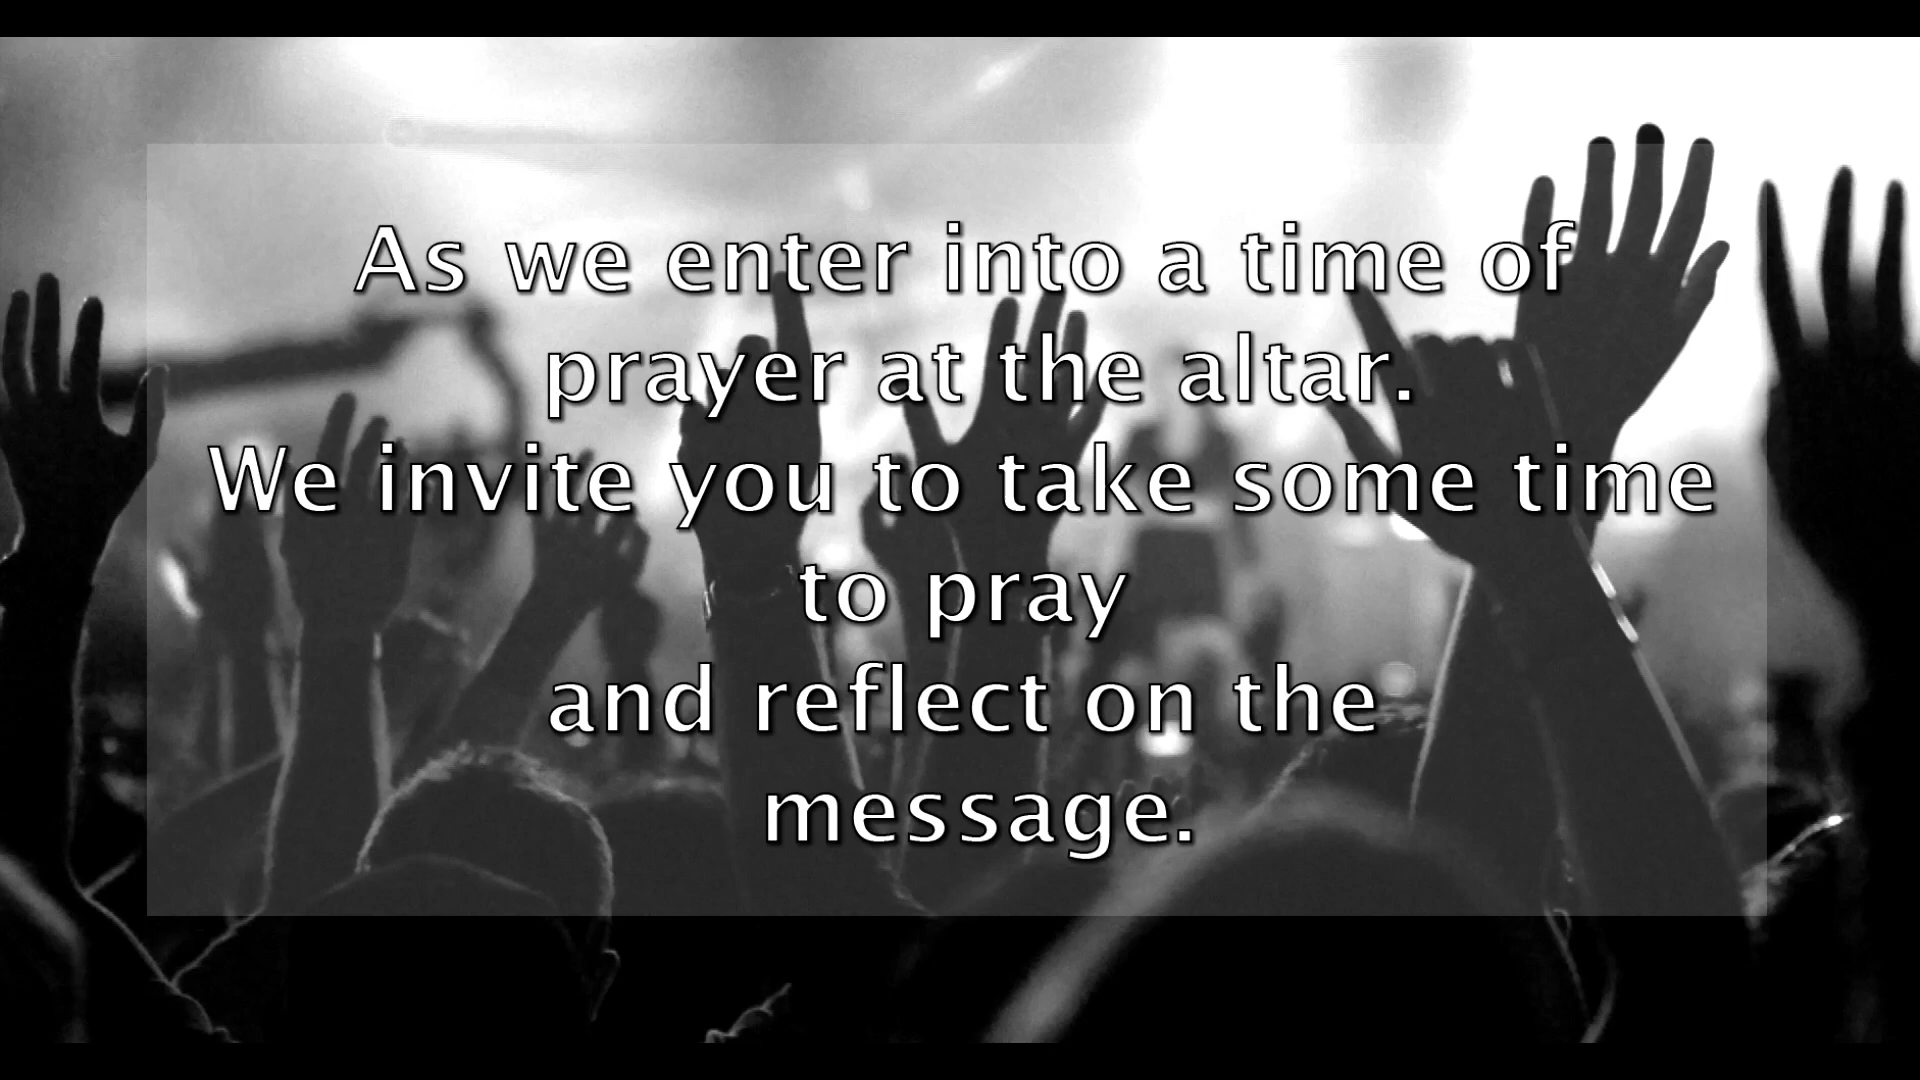 As we enter into a time of
prayer at the altar.
We invite you to take some time
to pray
and reflect on the
message.